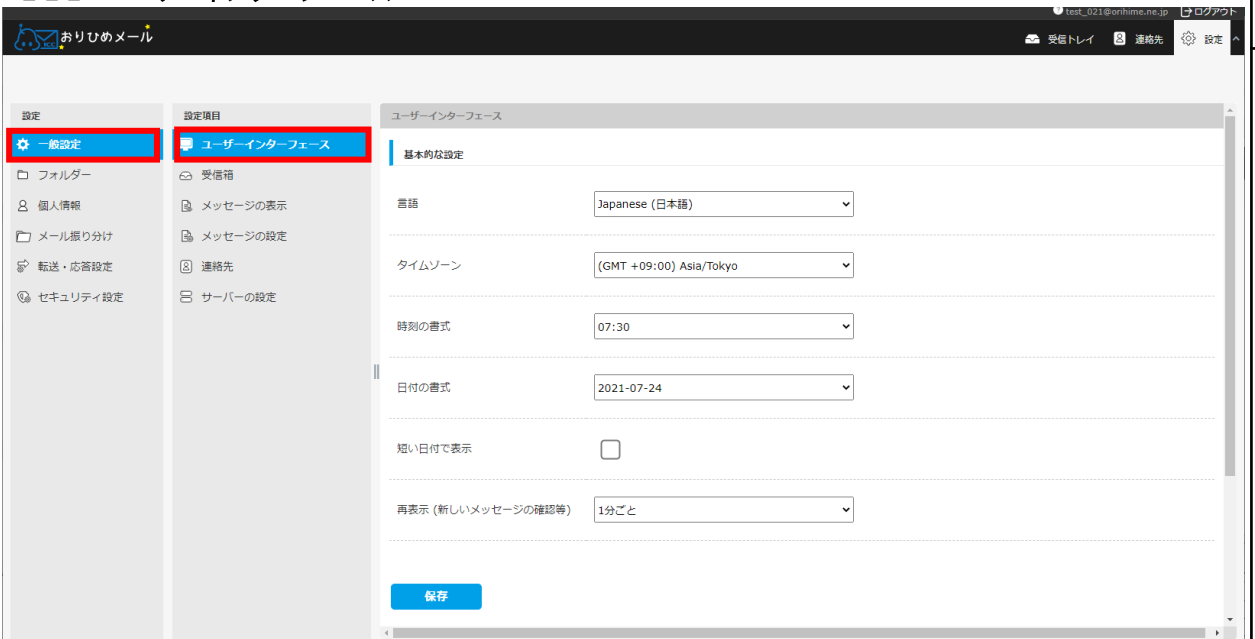 test_021@orihime.ne.jp ログアウト
おりひめメール
受信トレイ 連絡先 設定
設定 設定項目 ユーザーインターフェース
一般設定 ユーザーインターフェース
基本的な設定
フォルダー 受信箱
個人情報 メッセージの表示 言語 Japanese (日本語)
メール振り分け メッセージの設定
転送・応答設定 連絡先 タイムゾーン (GMT +09:00) Asia/Tokyo
セキュリティ設定 サーバーの設定
時刻の書式 07:30
日付の書式 2021-07-24
短い日付で表示
再表示 (新しいメッセージの確認等) 1分ごと
保存